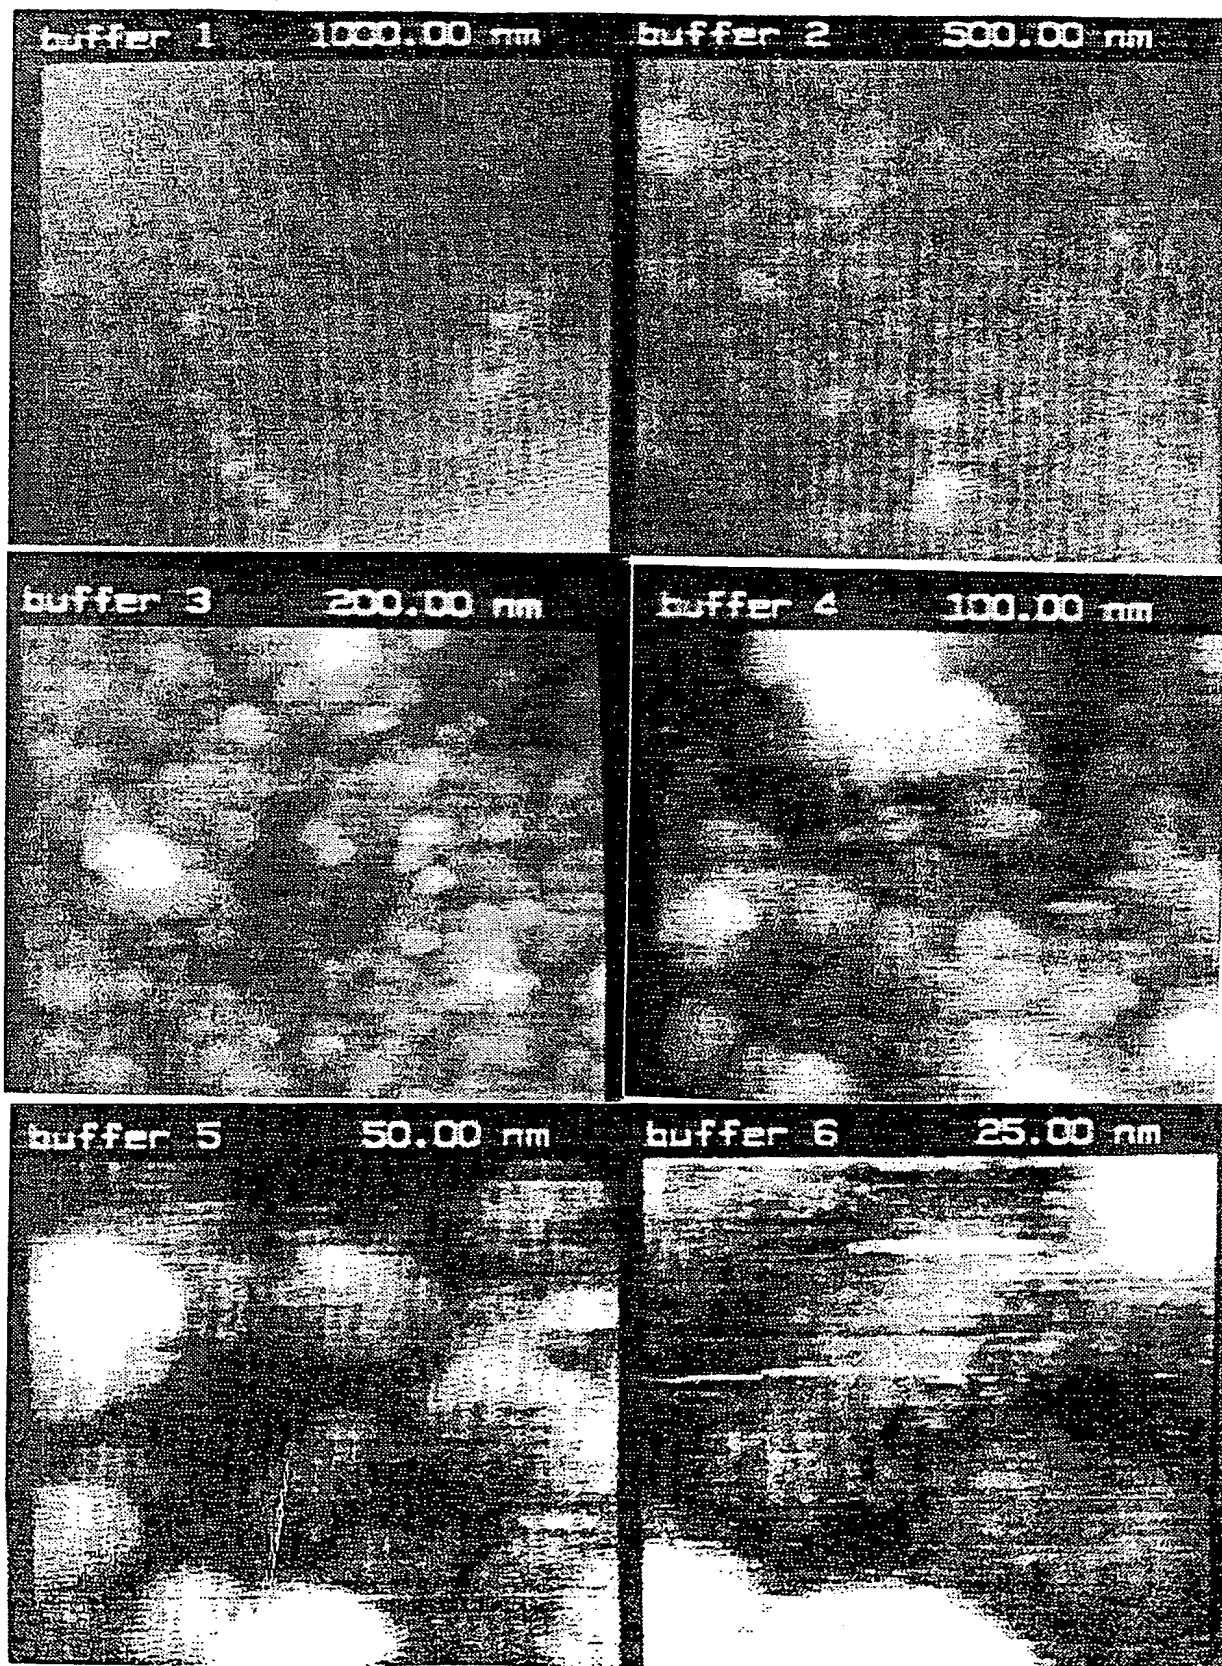 buffer 1 1000.00 nm
buffer 2 500.00 nm
buffer 3 200.00 nm
buffer 4 100.00 nm
buffer 5 50.00 nm
buffer 6 25.00 nm